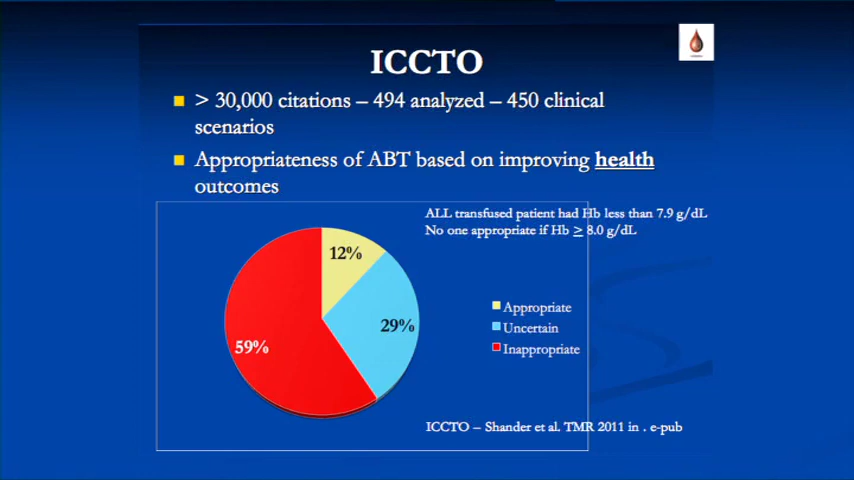 ICCTO
> 30,000 citations – 494 analyzed – 450 clinical
scenarios
Appropriateness of ABT based on improving health
outcomes
ALL transfused patient had Hb less than 7.9 g/dL
No one appropriate if Hb ≥ 8.0 g/dL
12%
29%
59%
Appropriate
Uncertain
Inappropriate
ICCTO – Shander et al. TMR 2011 in . e-pub